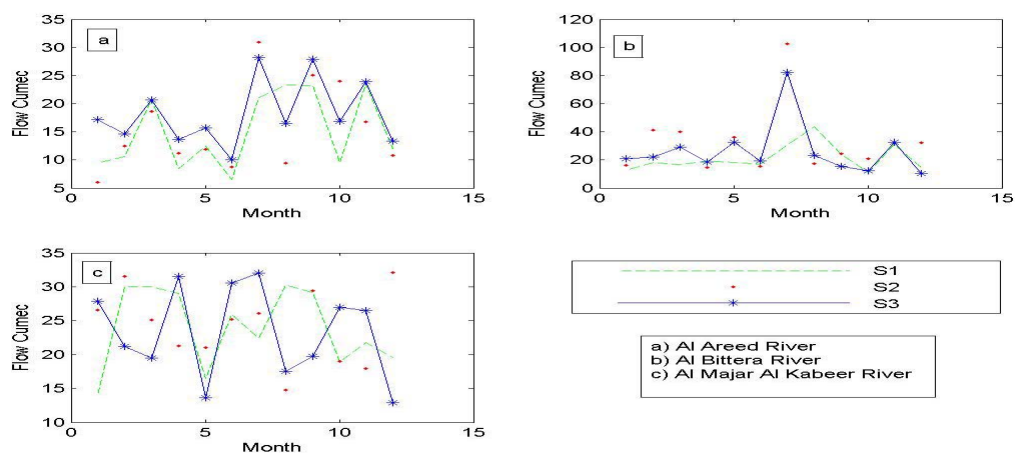 a
Flow Cumec
35
30
25
20
15
10
5
0
5
10
15
Month
b
Flow Cumec
120
100
80
60
40
20
0
0
5
10
15
Month
c
Flow Cumec
35
30
25
20
15
10
0
5
10
15
Month
S1
S2
S3
a) Al Areed River
b) Al Bittera River
c) Al Majar Al Kabeer River